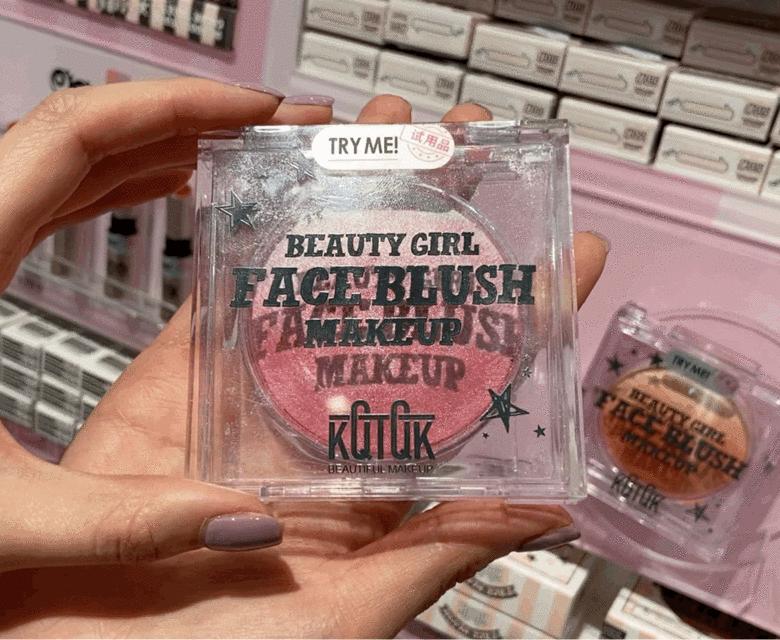 TRY ME! 试用品
BEAUTY GIRL
FACE BLUSH
MAKEUP
KQTQK
BEAUTIFUL MAKEUP
TRY ME!
BEAUTY GIRL
FACE BLUSH
MAKEUP
KQTQK